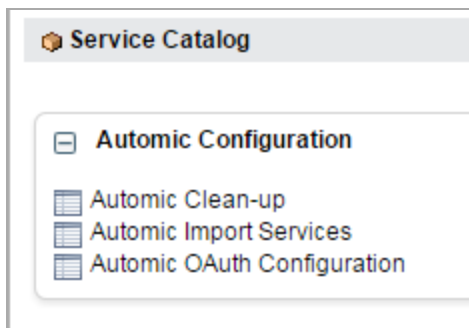 Service Catalog
Automic Configuration
Automic Clean-up
Automic Import Services
Automic OAuth Configuration